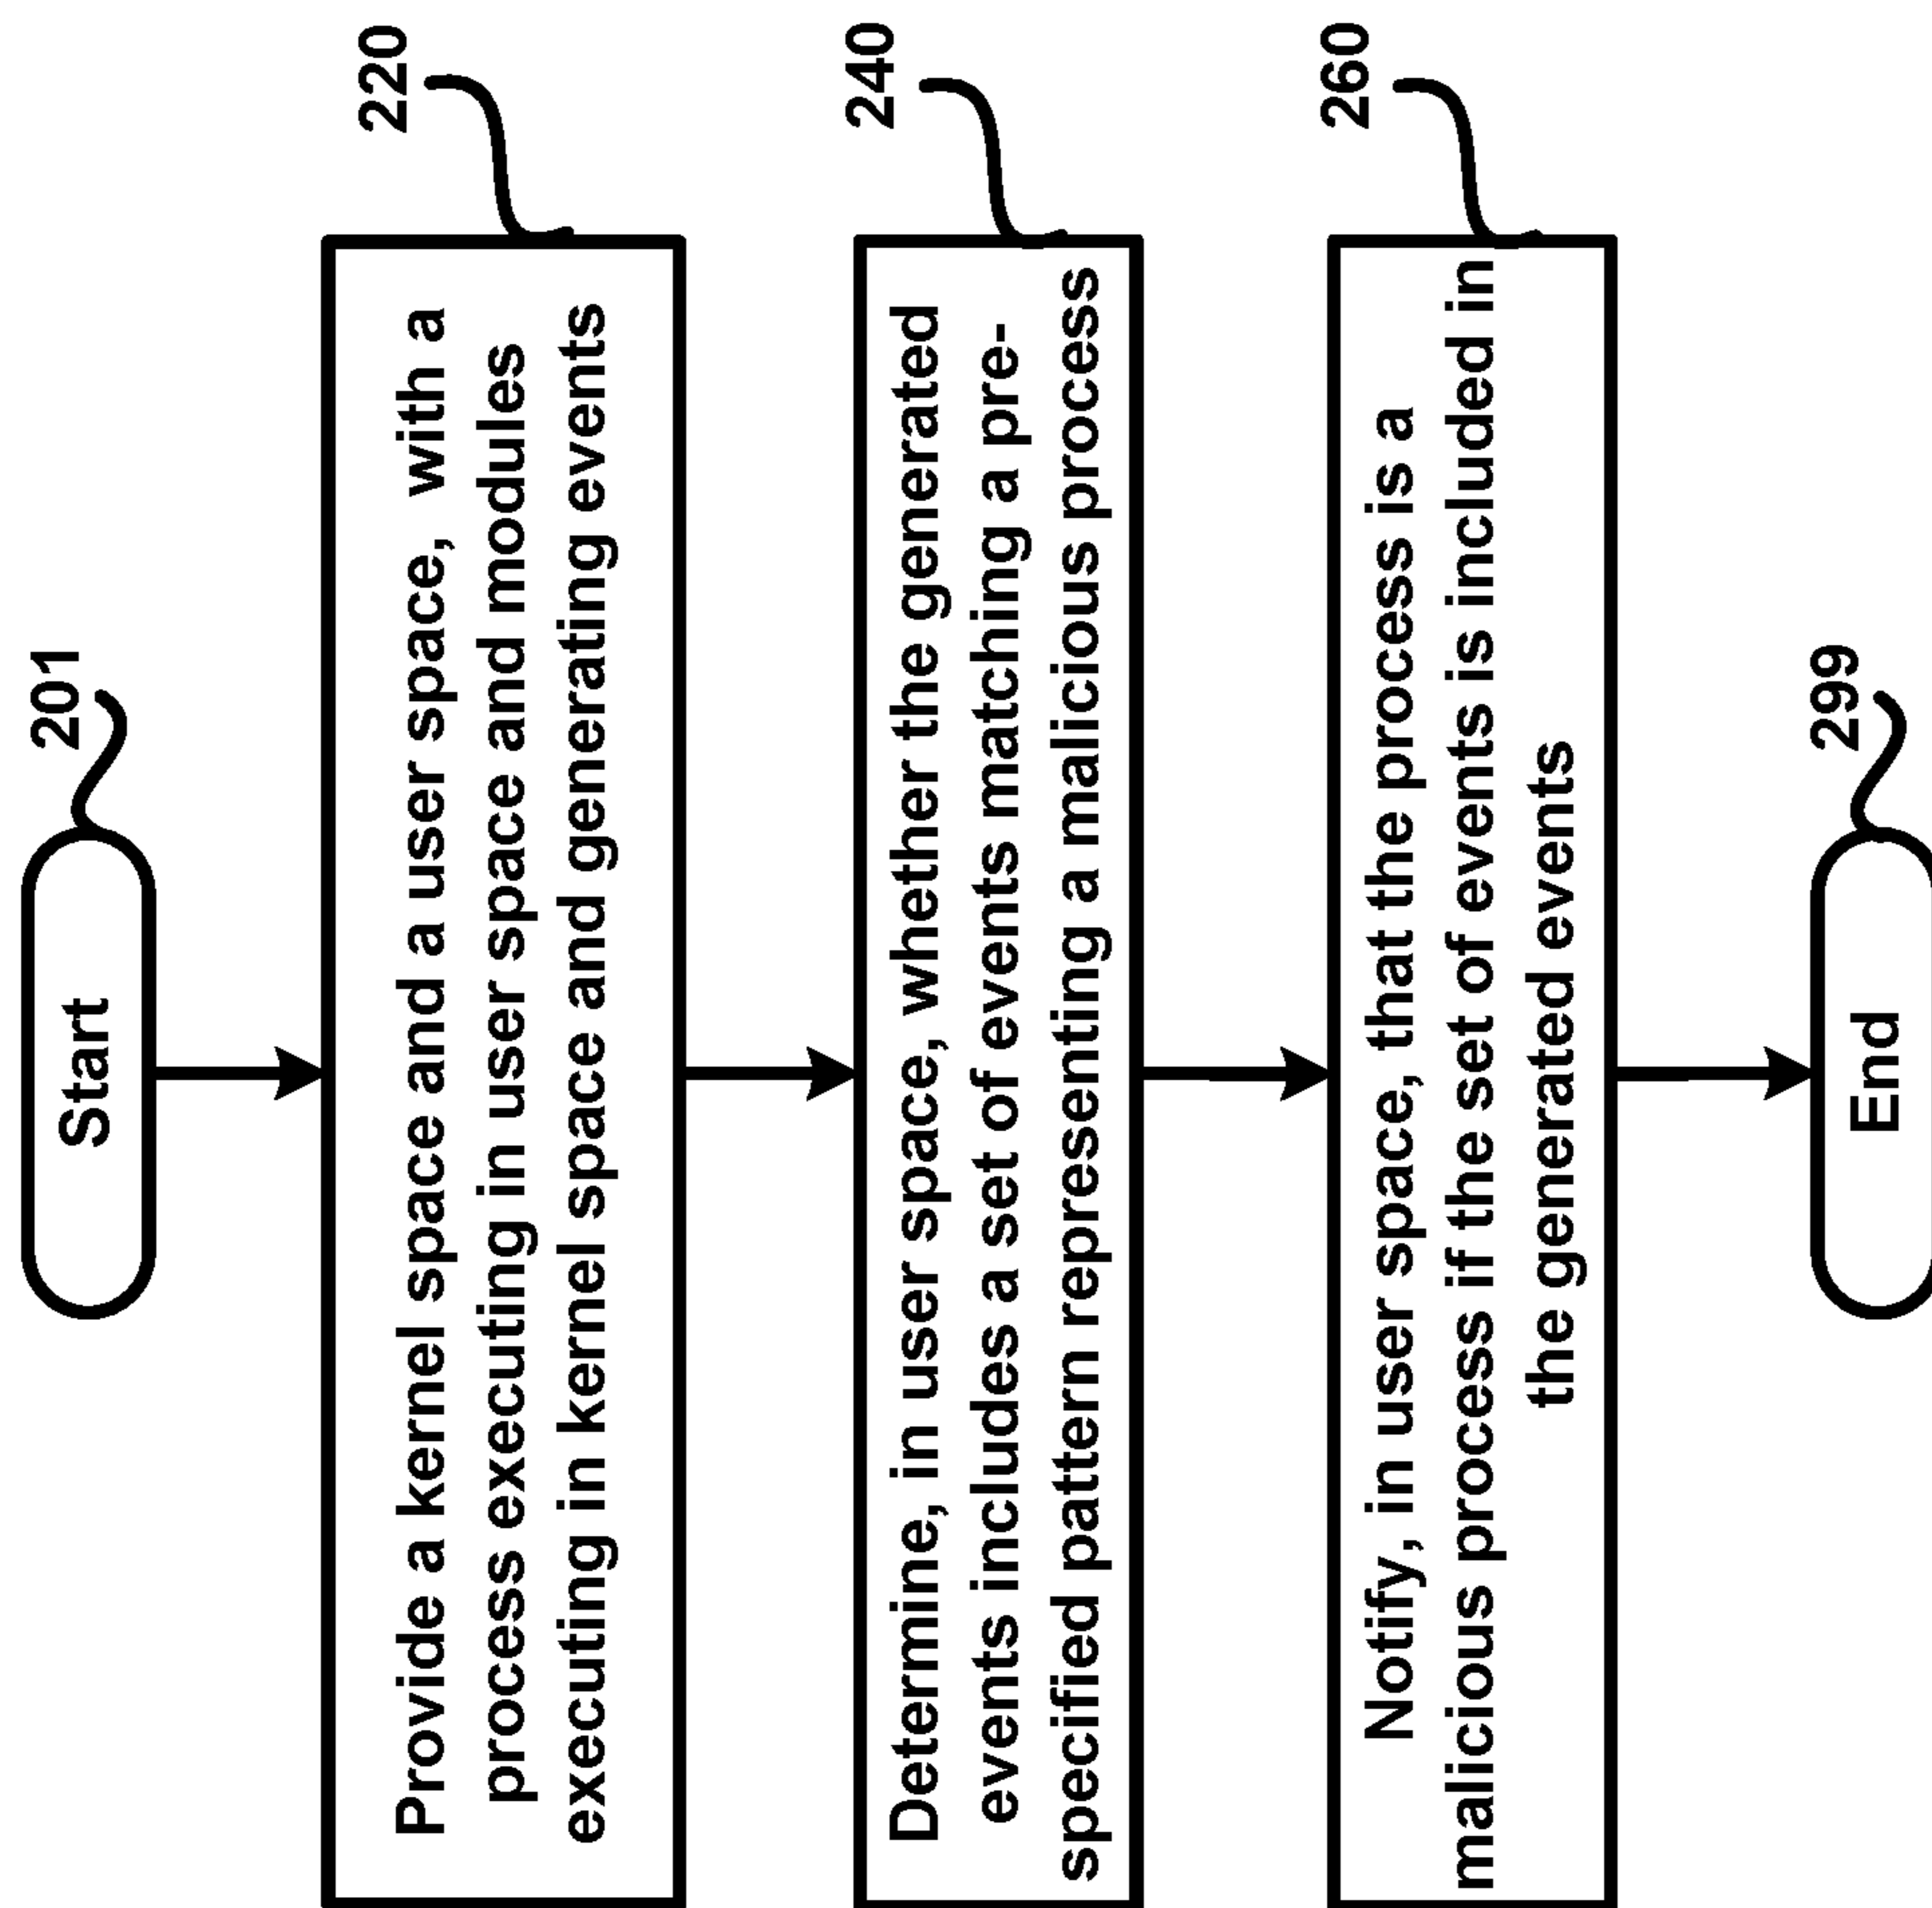 201
Start
220
Provide a kernel space and a user space, with a
process executing in user space and modules
executing in kernel space and generating events
240
Determine, in user space, whether the generated
events includes a set of events matching a pre-
specified pattern representing a malicious process
260
Notify, in user space, that the process is a
malicious process if the set of events is included in
the generated events
299
End